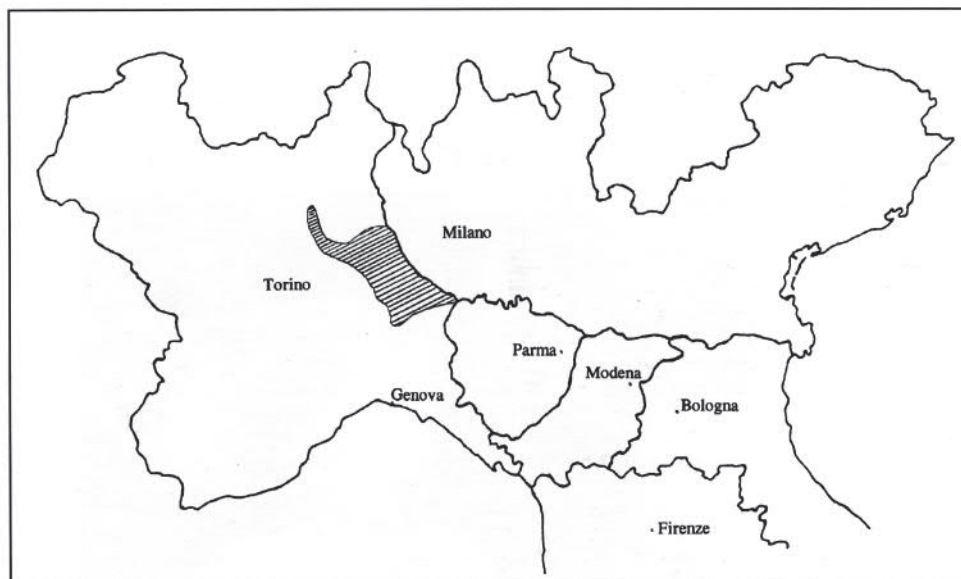 Milano
Torino
Parma
Modena
Genova
Bologna
Firenze